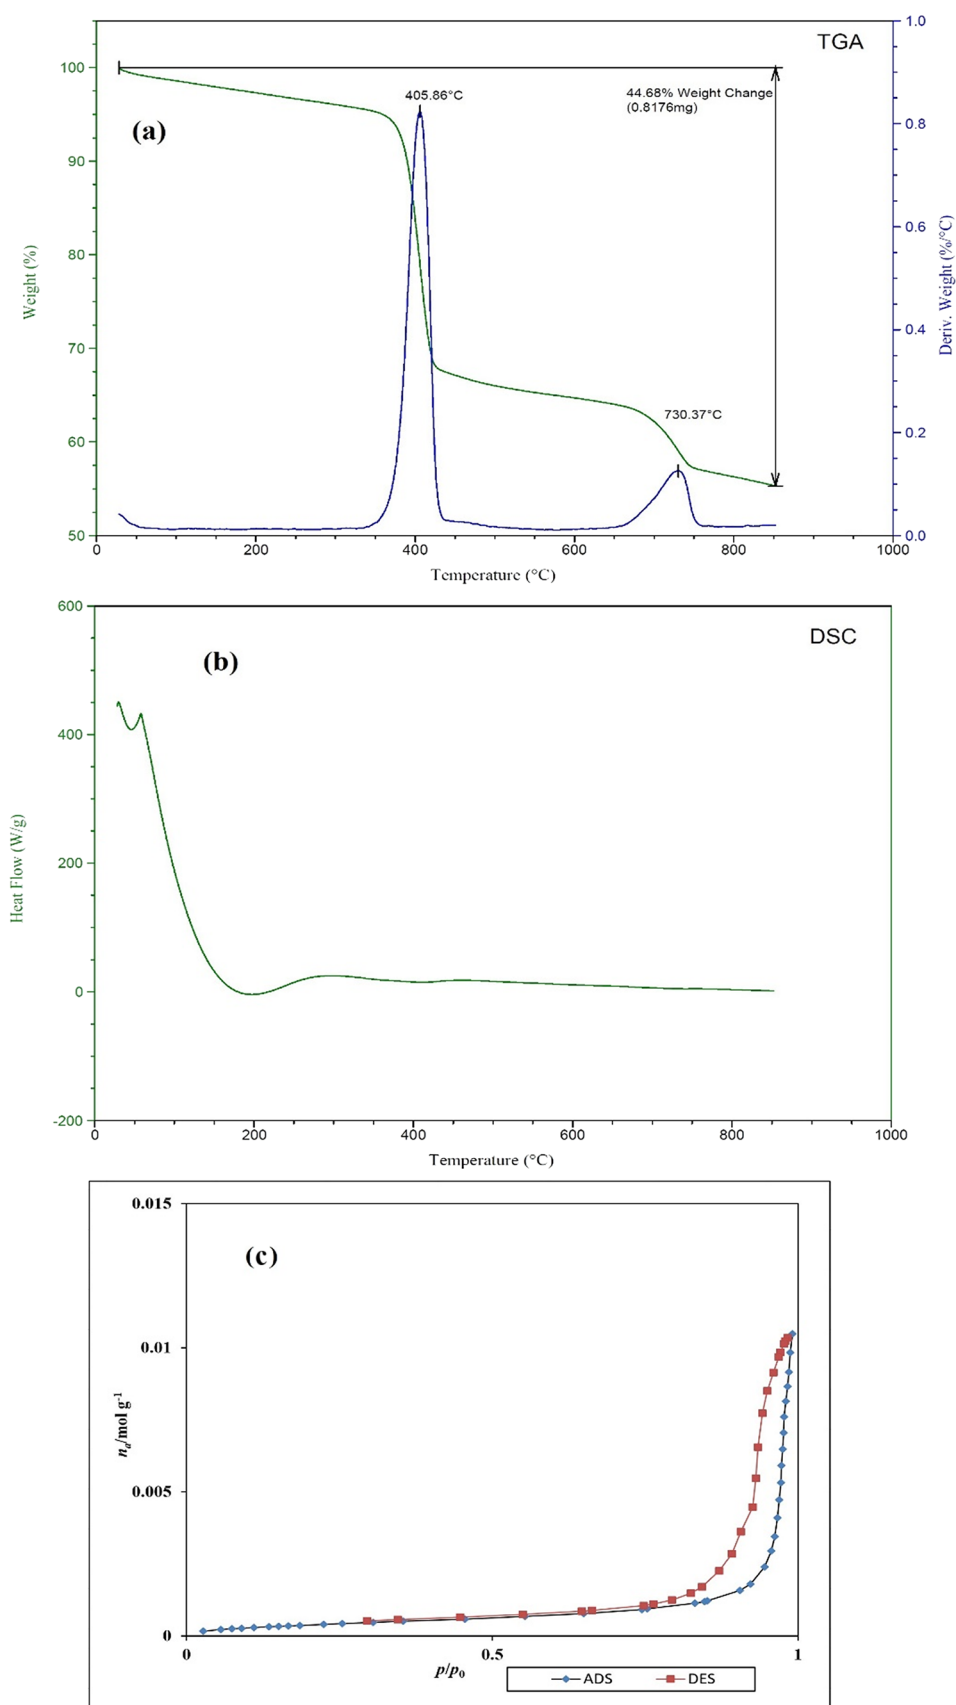 TGA
(a)
405.86°C
44.68% Weight Change
(0.8176mg)
730.37°C
100
90
80
70
60
50
Weight (%)
1.0
0.8
0.6
0.4
0.2
0.0
Deriv. Weight (%/°C)
0 200 400 600 800 1000
Temperature (°C)
DSC
(b)
600
400
200
0
-200
Heat Flow (W/g)
0 200 400 600 800 1000
Temperature (°C)
(c)
0.015
0.01
0.005
0
nₐ/mol g⁻¹
0 0.5 1
p/p₀
ADS DES